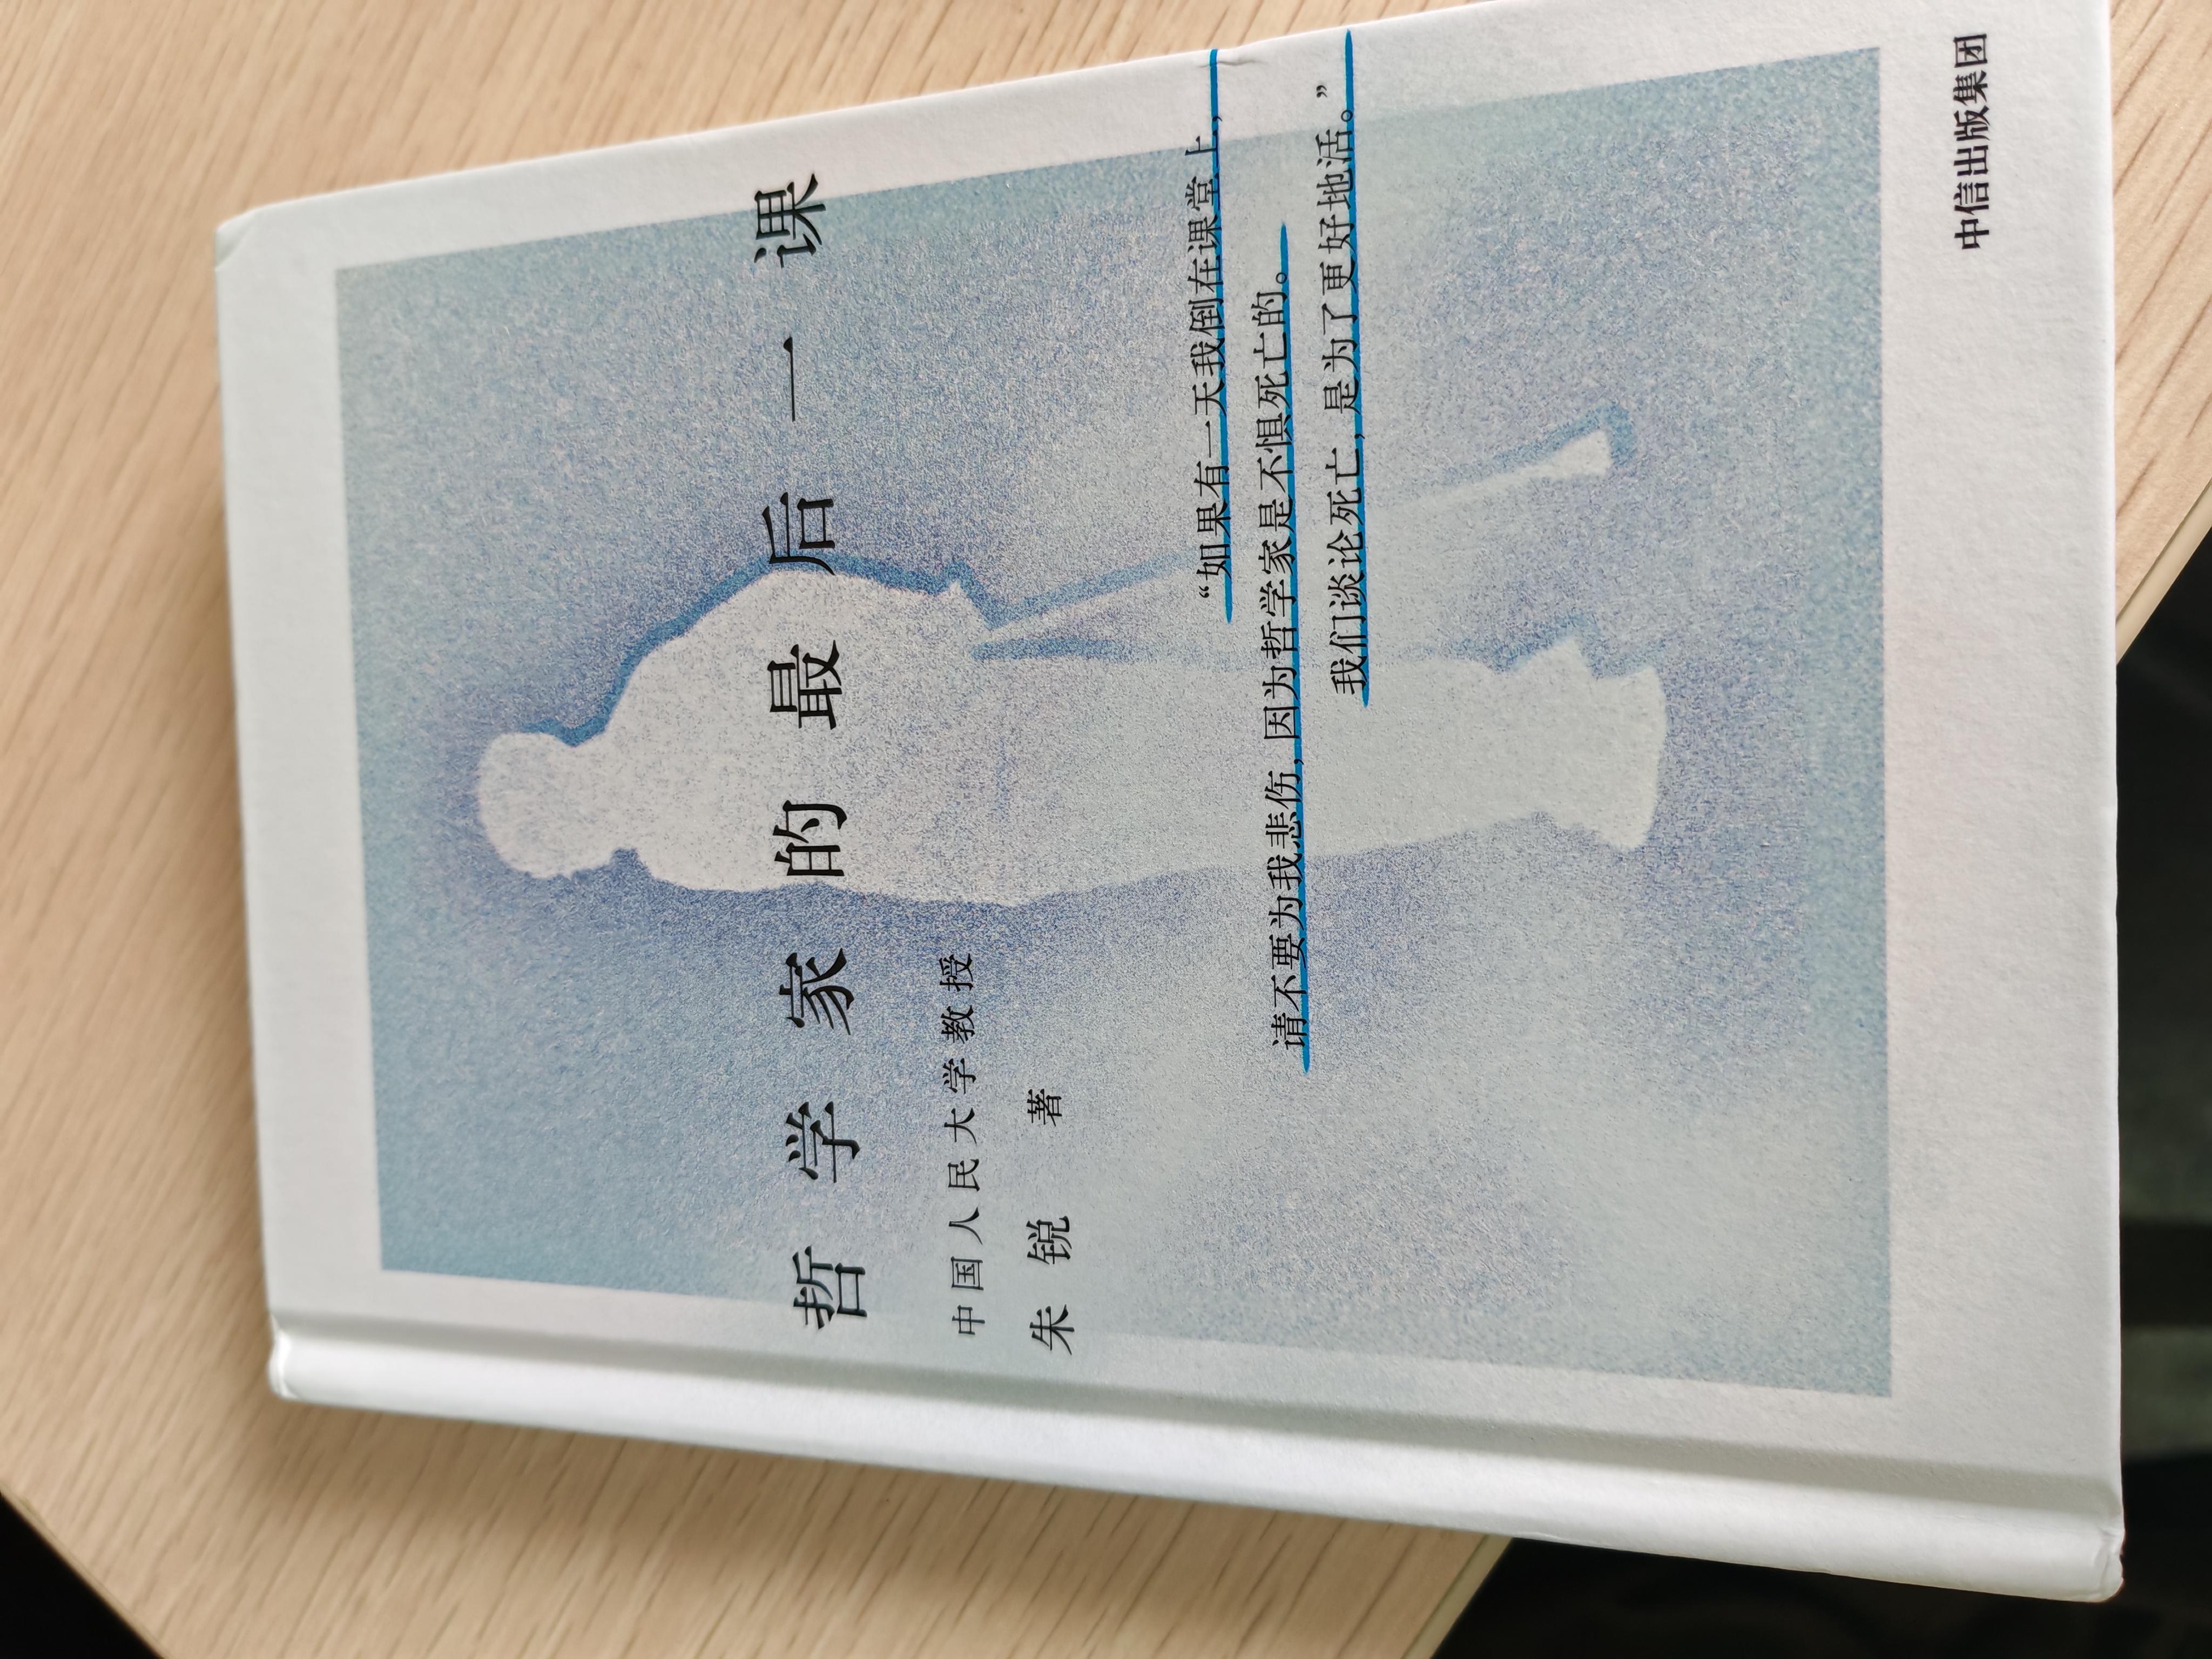 哲学家的最后一课
中国人民大学教授
朱锐 著
“如果有一天我倒在课堂上，
请不要为我悲伤，因为哲学家是不惧死亡的。
我们谈论死亡，是为了更好地活。”
中信出版集团